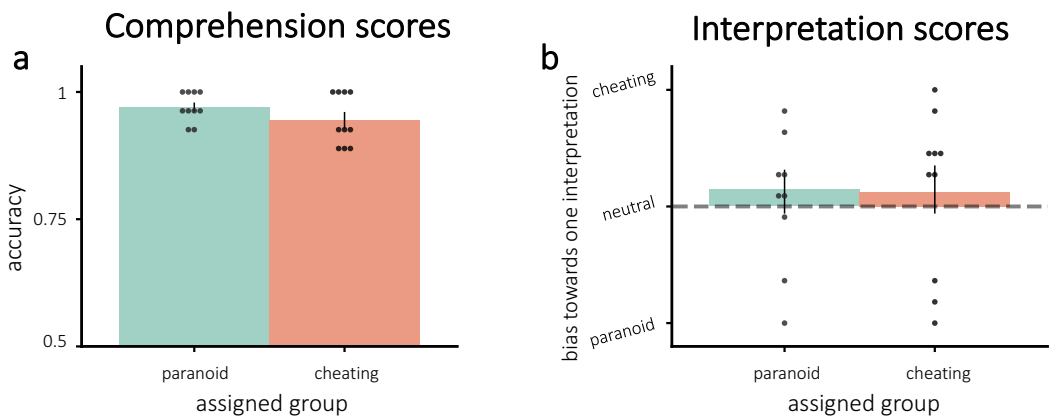 Comprehension scores
a
1
0.75
0.5
accuracy
paranoid
cheating
assigned group
Interpretation scores
b
cheating
neutral
paranoid
bias towards one interpretation
paranoid
cheating
assigned group